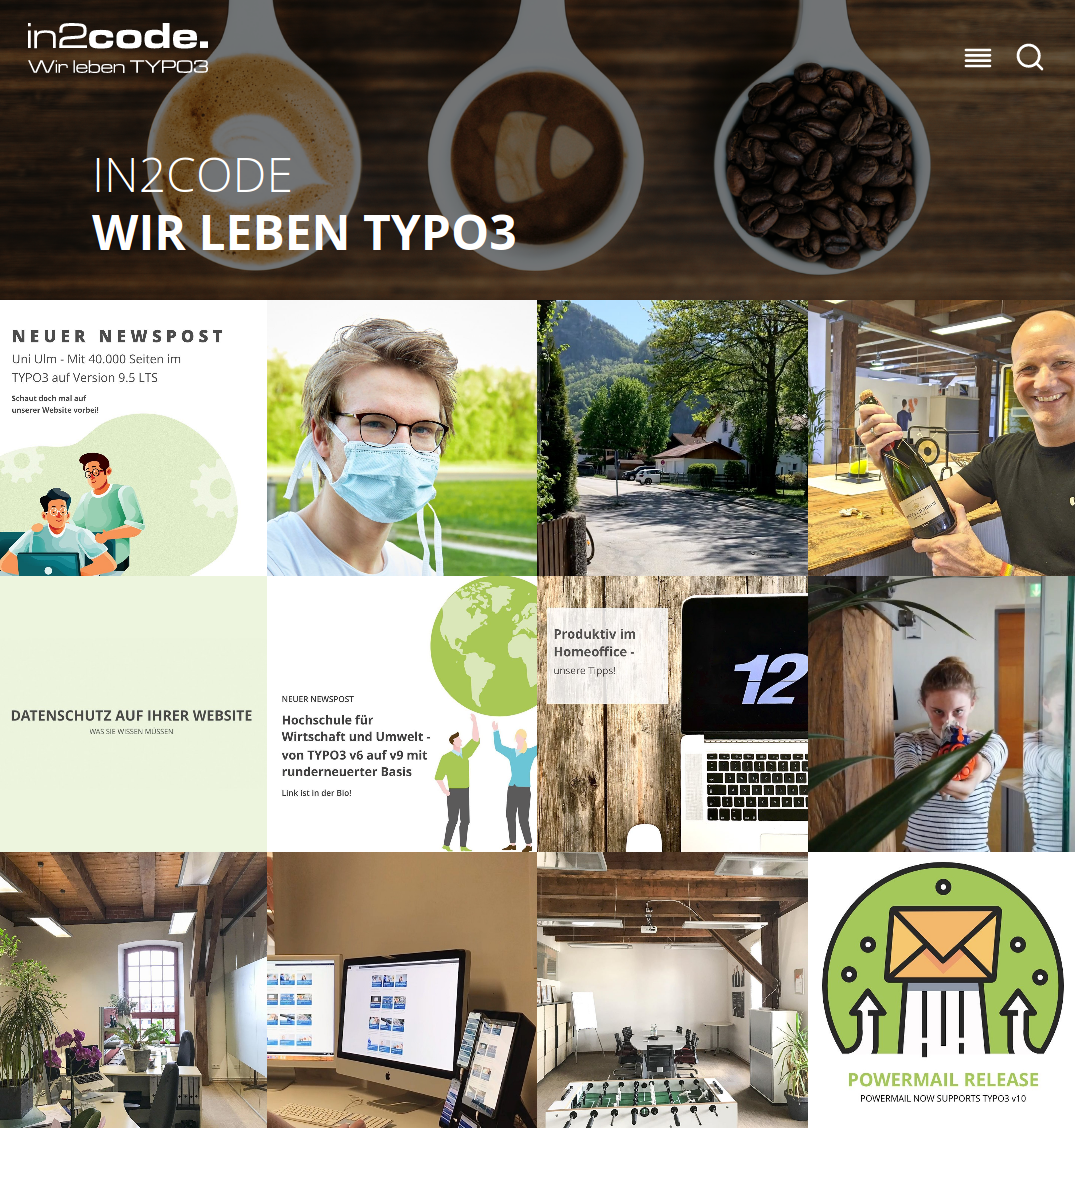 in2code.
Wir leben TYPO3
IN2CODE
WIR LEBEN TYPO3
NEUER NEWSPOST
Uni Ulm - Mit 40.000 Seiten im
TYPO3 auf Version 9.5 LTS
Schaut doch mal auf
unserer Website vorbei!
DATENSCHUTZ AUF IHRER WEBSITE
WAS SIE WISSEN MÜSSEN
NEUER NEWSPOST
Hochschule für
Wirtschaft und Umwelt -
von TYPO3 v6 auf v9 mit
runderneuerter Basis
Link ist in der Bio!
Produktiv im
Homeoffice -
unsere Tipps!
12
POWERMAIL RELEASE
POWERMAIL NOW SUPPORTS TYPO3 v10